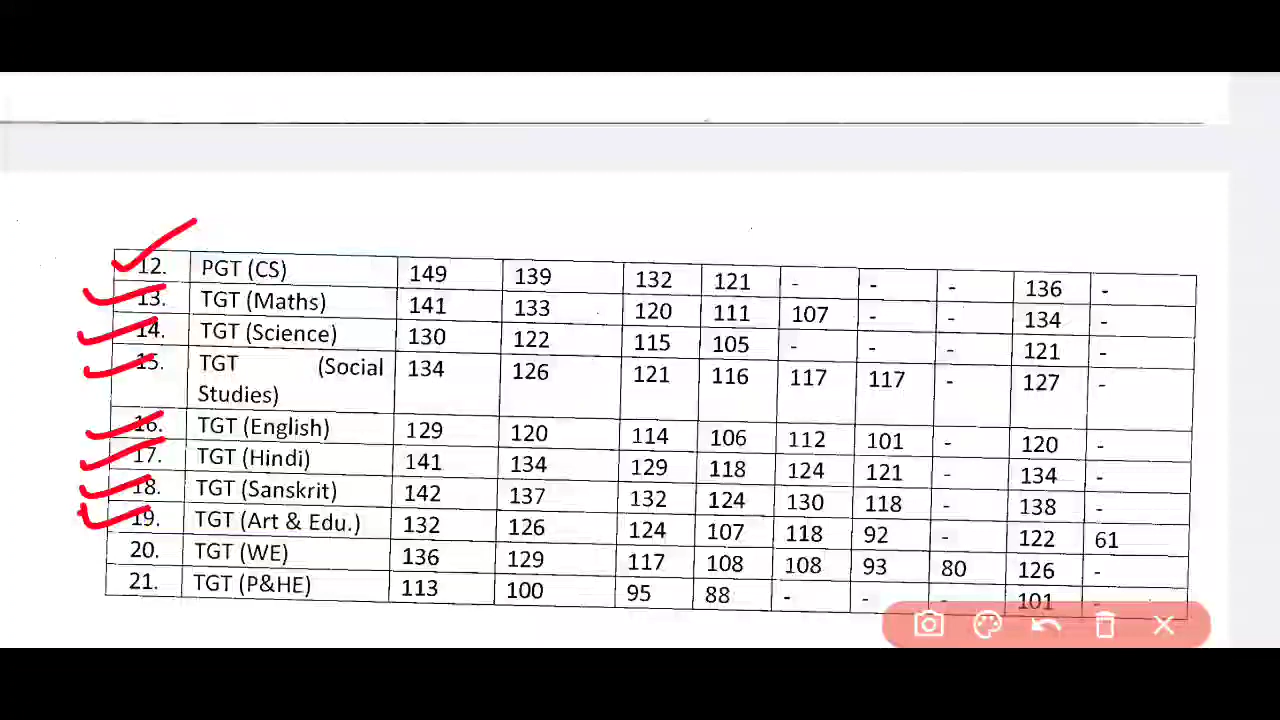 12. PGT (CS) 149 139 132 121 - - - 136 -
13. TGT (Maths) 141 133 120 111 107 - - 134 -
14. TGT (Science) 130 122 115 105 - - - 121 -
15. TGT (Social 134 126 121 116 117 117 - 127 -
Studies)
16. TGT (English) 129 120 114 106 112 101 - 120 -
17. TGT (Hindi) 141 134 129 118 124 121 - 134 -
18. TGT (Sanskrit) 142 137 132 124 130 118 - 138 -
19. TGT (Art & Edu.) 132 126 124 107 118 92 - 122 61
20. TGT (WE) 136 129 117 108 108 93 80 126 -
21. TGT (P&HE) 113 100 95 88 - - - 101 -